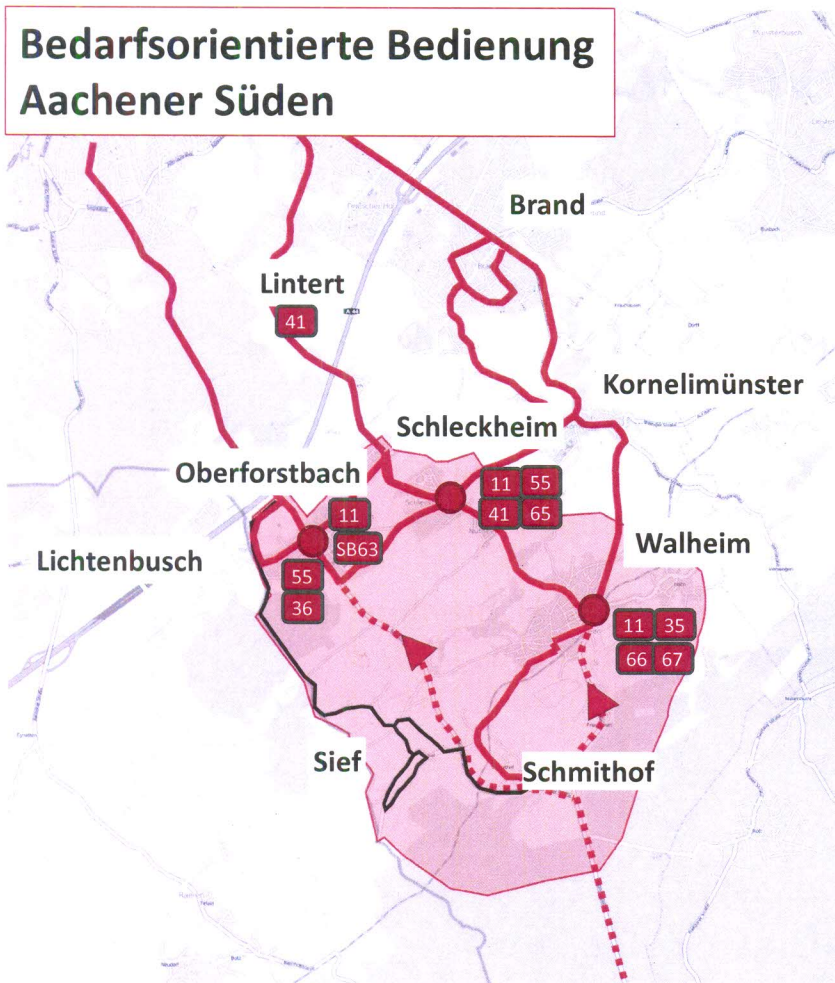 Bedarfsorientierte Bedienung
Aachener Süden
Brand
Lintert
41
A 44
Kornelimünster
Schleckheim
Oberforstbach
11 55
41 65
11
SB63
Walheim
Lichtenbusch
55
36
11 35
66 67
Sief
Schmithof